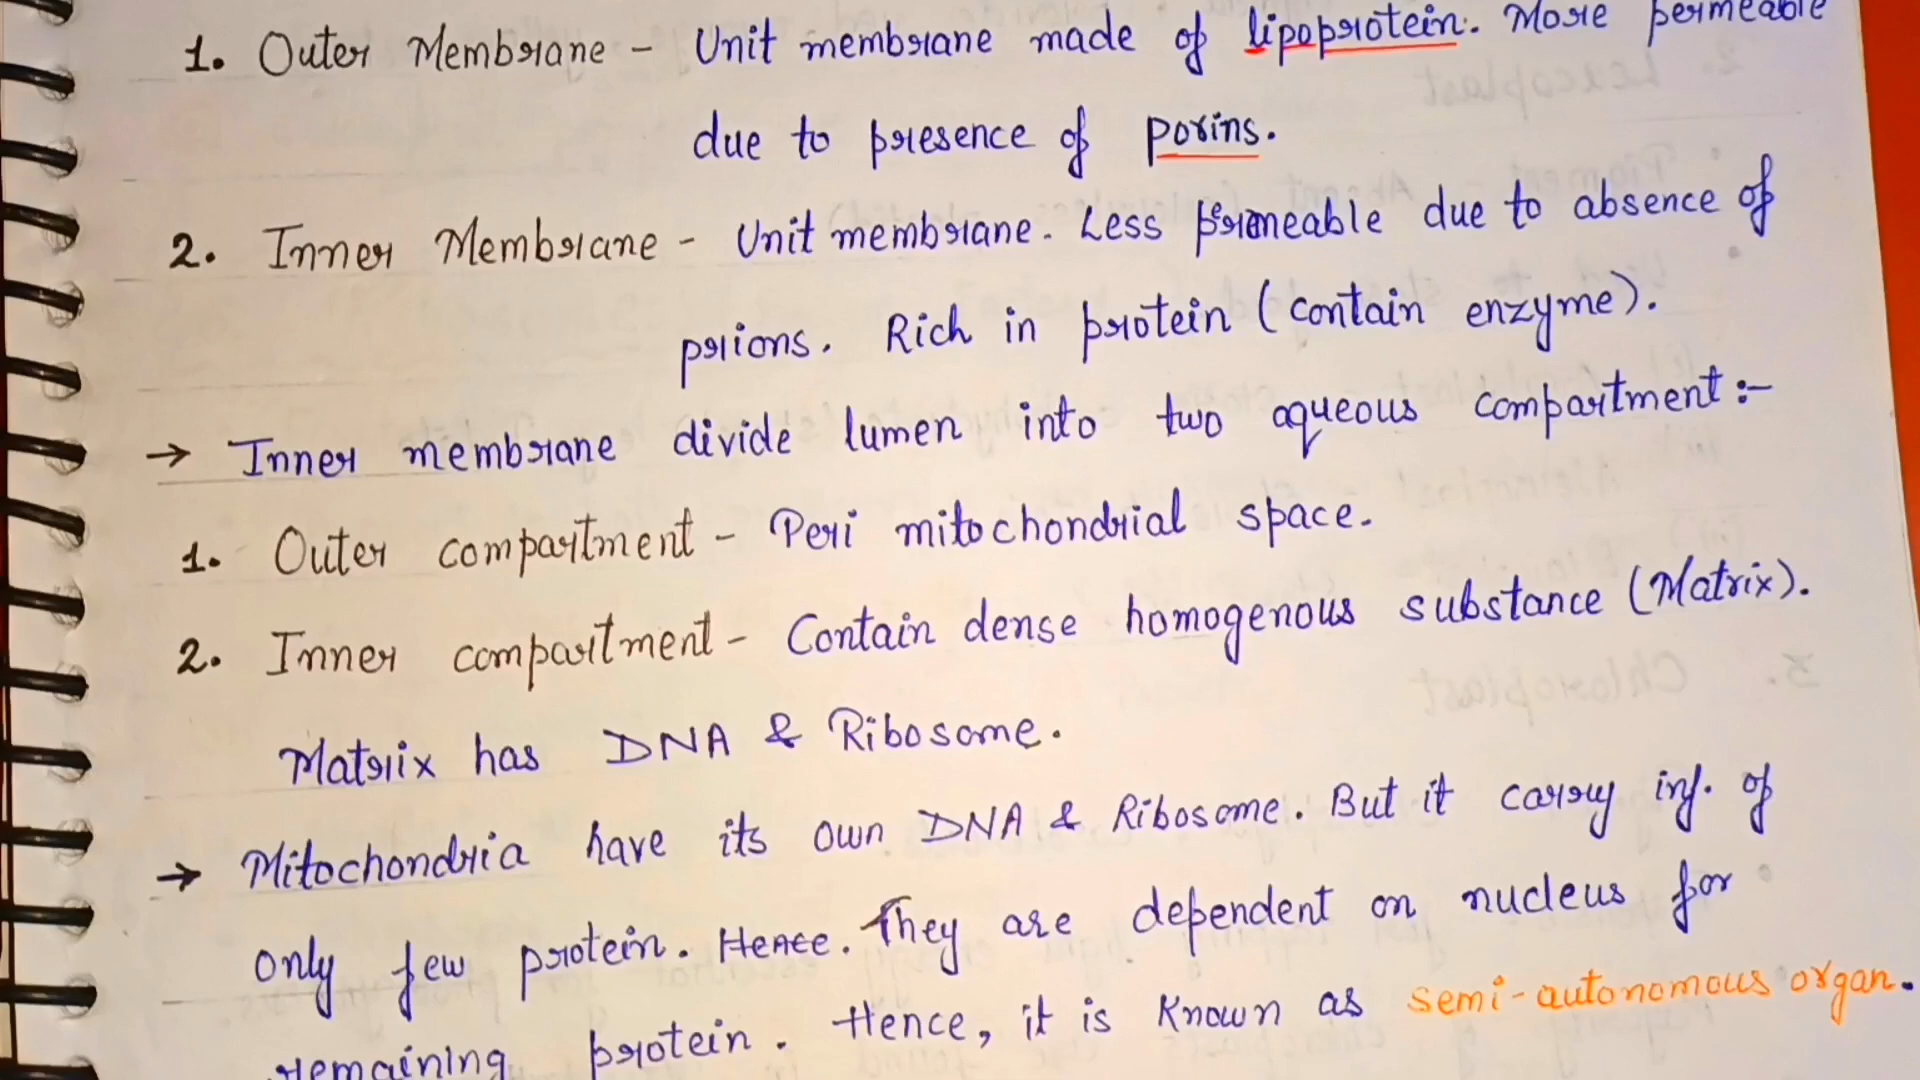 1. Outer Membrane - Unit membrane made of lipoprotein. More permeable
due to presence of porins.
2. Inner Membrane - Unit membrane. Less permeable due to absence of
prions. Rich in protein (contain enzyme).
→ Inner membrane divide lumen into two aqueous compartment :-
1. Outer compartment - Peri mitochondrial space.
2. Inner compartment - Contain dense homogenous substance (Matrix).
Matrix has DNA & Ribosome.
→ Mitochondria have its own DNA & Ribosome. But it carry inf. of
only few protein. Hence. They are dependent on nucleus for
remaining protein. Hence, it is known as semi-autonomous organ.